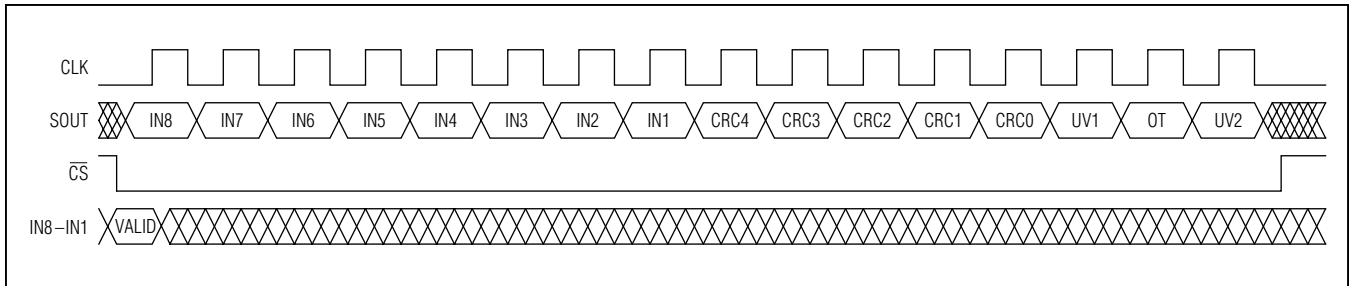 CLK
SOUT IN8 IN7 IN6 IN5 IN4 IN3 IN2 IN1 CRC4 CRC3 CRC2 CRC1 CRC0 UV1 OT UV2
CS
IN8–IN1 VALID